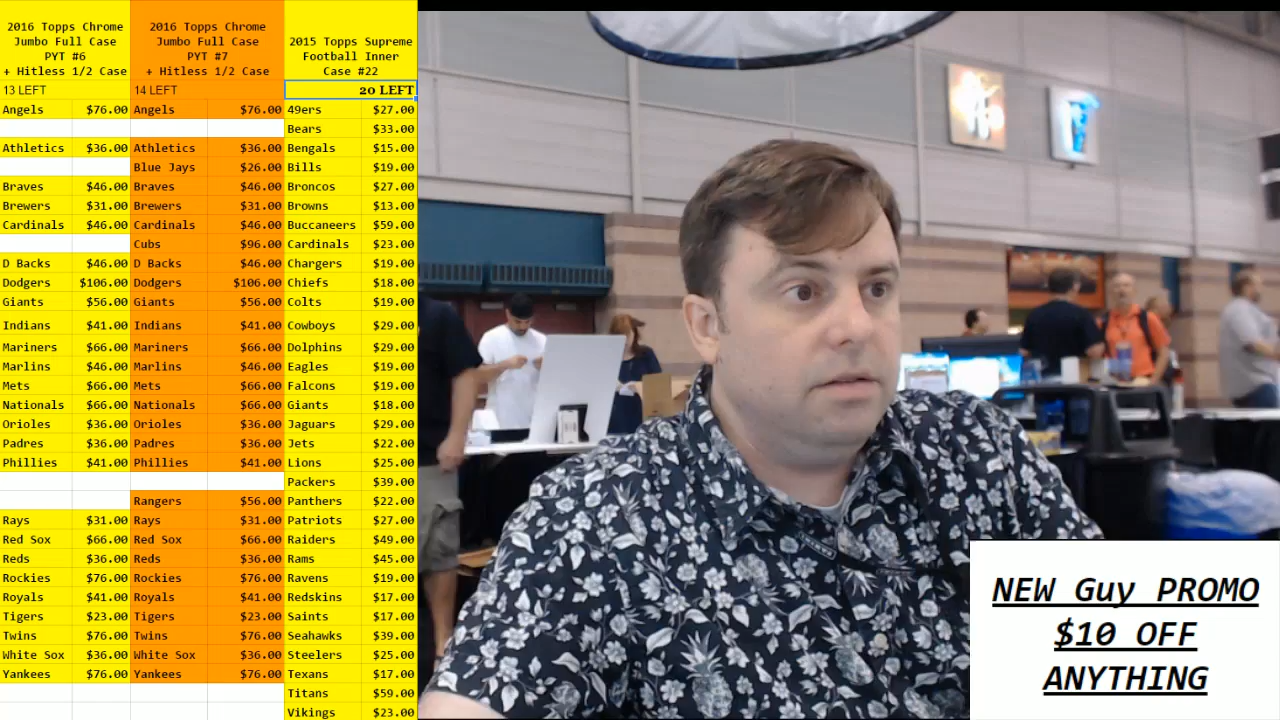 2016 Topps Chrome
Jumbo Full Case
PYT #6
+ Hitless 1/2 Case
13 LEFT
Angels $76.00
Athletics $36.00
Braves $46.00
Brewers $31.00
Cardinals $46.00
D Backs $46.00
Dodgers $106.00
Giants $56.00
Indians $41.00
Mariners $66.00
Marlins $46.00
Mets $66.00
Nationals $66.00
Orioles $36.00
Padres $36.00
Phillies $41.00
Rays $31.00
Red Sox $66.00
Reds $36.00
Rockies $76.00
Royals $41.00
Tigers $23.00
Twins $76.00
White Sox $36.00
Yankees $76.00
2016 Topps Chrome
Jumbo Full Case
PYT #7
+ Hitless 1/2 Case
14 LEFT
Angels $76.00
Athletics $36.00
Blue Jays $26.00
Braves $46.00
Brewers $31.00
Cardinals $46.00
Cubs $96.00
D Backs $46.00
Dodgers $106.00
Giants $56.00
Indians $41.00
Mariners $66.00
Marlins $46.00
Mets $66.00
Nationals $66.00
Orioles $36.00
Padres $36.00
Phillies $41.00
Rangers $56.00
Rays $31.00
Red Sox $66.00
Reds $36.00
Rockies $76.00
Royals $41.00
Tigers $23.00
Twins $76.00
White Sox $36.00
Yankees $76.00
2015 Topps Supreme
Football Inner
Case #22
20 LEFT
49ers $27.00
Bears $33.00
Bengals $15.00
Bills $19.00
Broncos $27.00
Browns $13.00
Buccaneers $59.00
Cardinals $23.00
Chargers $19.00
Chiefs $18.00
Colts $19.00
Cowboys $29.00
Dolphins $29.00
Eagles $19.00
Falcons $19.00
Giants $18.00
Jaguars $29.00
Jets $22.00
Lions $25.00
Packers $39.00
Panthers $22.00
Patriots $27.00
Raiders $49.00
Rams $45.00
Ravens $19.00
Redskins $17.00
Saints $17.00
Seahawks $39.00
Steelers $25.00
Texans $17.00
Titans $59.00
Vikings $23.00
NEW Guy PROMO
$10 OFF
ANYTHING